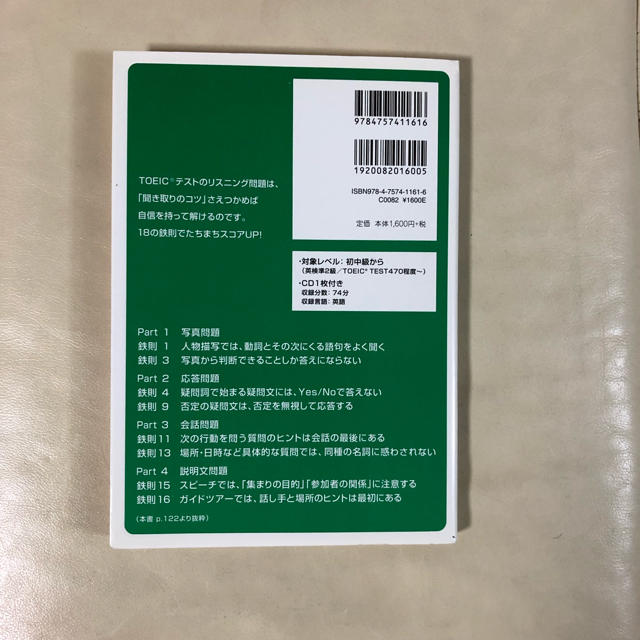 9784757411616
1920082016005
ISBN978-4-7574-1161-6
C0082 ¥1600E
定価 本体1,600円+税
TOEIC®テストのリスニング問題は、
「聞き取りのコツ」さえつかめば
自信を持って解けるのです。
18の鉄則でたちまちスコアUP!
・対象レベル：初中級から
（英検準2級／TOEIC® TEST470程度〜）
・CD1枚付き
収録分数：74分
収録言語：英語
Part 1 写真問題
鉄則 1 人物描写では、動詞とその次にくる語句をよく聞く
鉄則 3 写真から判断できることしか答えにならない
Part 2 応答問題
鉄則 4 疑問詞で始まる疑問文には、Yes/Noで答えない
鉄則 9 否定の疑問文は、否定を無視して応答する
Part 3 会話問題
鉄則 11 次の行動を問う質問のヒントは会話の最後にある
鉄則 13 場所・日時など具体的な質問では、同種の名詞に惑わされない
Part 4 説明文問題
鉄則 15 スピーチでは、「集まりの目的」「参加者の関係」に注意する
鉄則 16 ガイドツアーでは、話し手と場所のヒントは最初にある
（本書 p.122より抜粋）